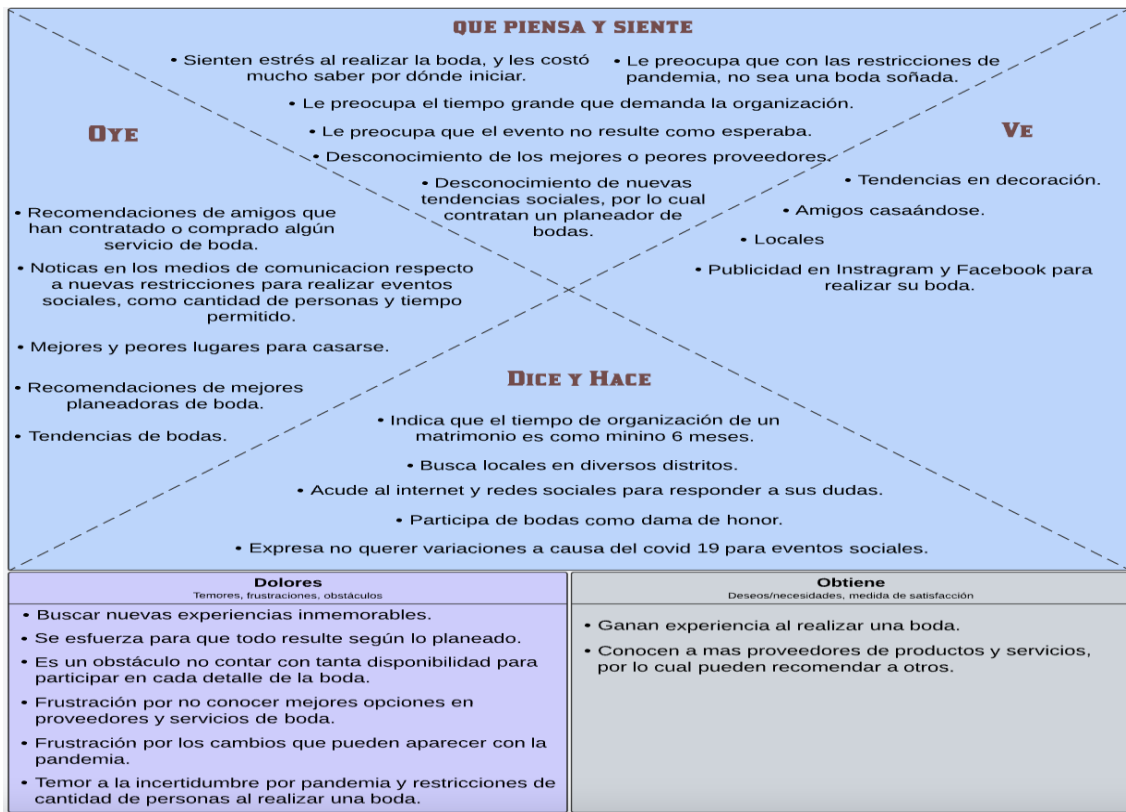 QUE PIENSA Y SIENTE
• Sienten estrés al realizar la boda, y les costó
mucho saber por dónde iniciar.
• Le preocupa que con las restricciones de
pandemia, no sea una boda soñada.
• Le preocupa el tiempo grande que demanda la organización.
• Le preocupa que el evento no resulte como esperaba.
• Desconocimiento de los mejores o peores proveedores.
• Desconocimiento de nuevas
tendencias sociales, por lo cual
contratan un planeador de
bodas.
OYE
• Recomendaciones de amigos que
han contratado o comprado algún
servicio de boda.
• Noticas en los medios de comunicacion respecto
a nuevas restricciones para realizar eventos
sociales, como cantidad de personas y tiempo
permitido.
• Mejores y peores lugares para casarse.
• Recomendaciones de mejores
planeadoras de boda.
• Tendencias de bodas.
VE
• Tendencias en decoración.
• Amigos casaándose.
• Locales
• Publicidad en Instragram y Facebook para
realizar su boda.
DICE Y HACE
• Indica que el tiempo de organización de un
matrimonio es como minino 6 meses.
• Busca locales en diversos distritos.
• Acude al internet y redes sociales para responder a sus dudas.
• Participa de bodas como dama de honor.
• Expresa no querer variaciones a causa del covid 19 para eventos sociales.
Dolores
Temores, frustraciones, obstáculos
• Buscar nuevas experiencias inmemorables.
• Se esfuerza para que todo resulte según lo planeado.
• Es un obstáculo no contar con tanta disponibilidad para
participar en cada detalle de la boda.
• Frustración por no conocer mejores opciones en
proveedores y servicios de boda.
• Frustración por los cambios que pueden aparecer con la
pandemia.
• Temor a la incertidumbre por pandemia y restricciones de
cantidad de personas al realizar una boda.
Obtiene
Deseos/necesidades, medida de satisfacción
• Ganan experiencia al realizar una boda.
• Conocen a mas proveedores de productos y servicios,
por lo cual pueden recomendar a otros.